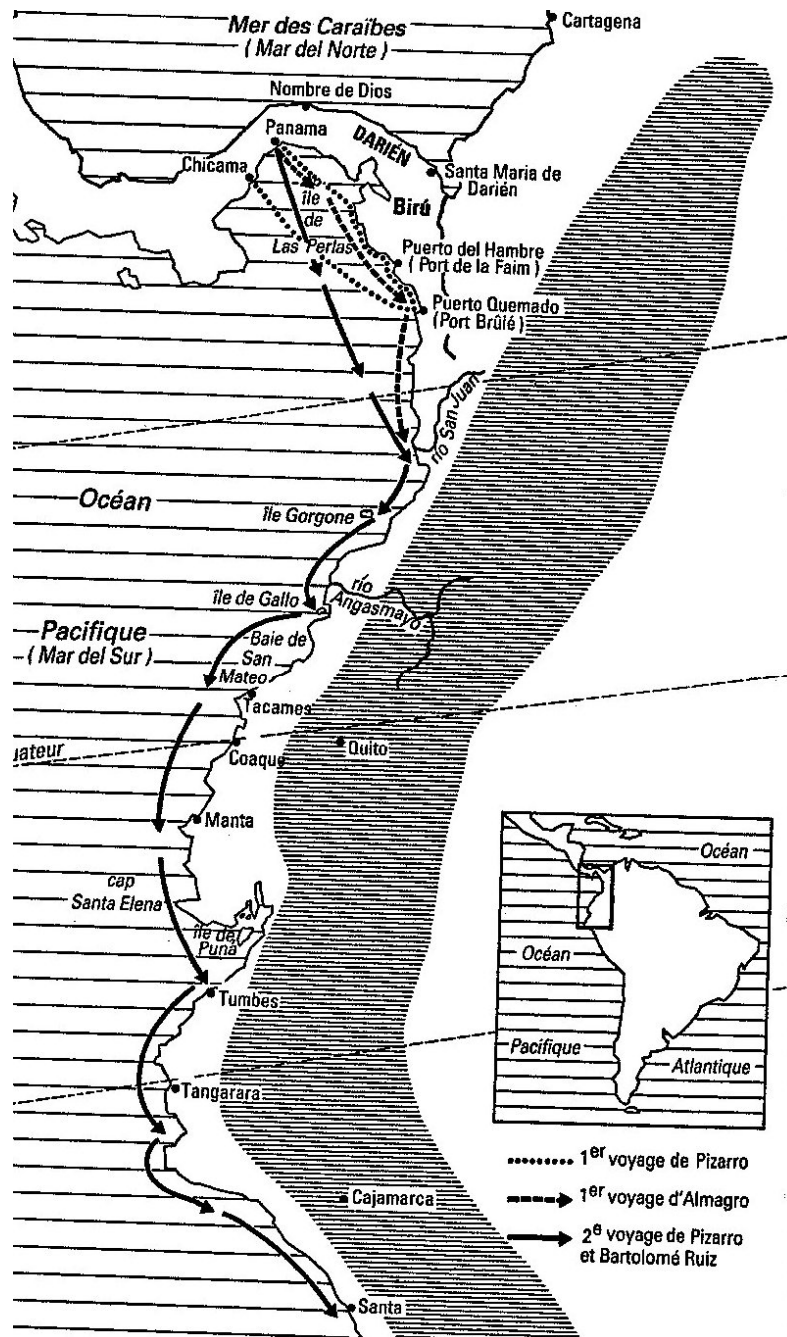 Cartagena
Mer des Caraïbes
(Mar del Norte)
Nombre de Dios
Panama
DARIÉN
Chicama
Santa Maria de
Darién
île
de
Las Perlas
Birú
Puerto del Hambre
(Port de la Faim)
Puerto Quemado
(Port Brûlé)
río San Juan
Océan
île Gorgone
río
Angasmayo
île de Gallo
Pacifique
(Mar del Sur)
Baie de
San
Mateo
Tacames
uateur
Coaque
Quito
Manta
cap
Santa Elena
île de
Puná
Tumbes
Tangarara
Cajamarca
Santa
Océan
Océan
Pacifique
Atlantique
1er voyage de Pizarro
1er voyage d'Almagro
2e voyage de Pizarro
et Bartolomé Ruiz